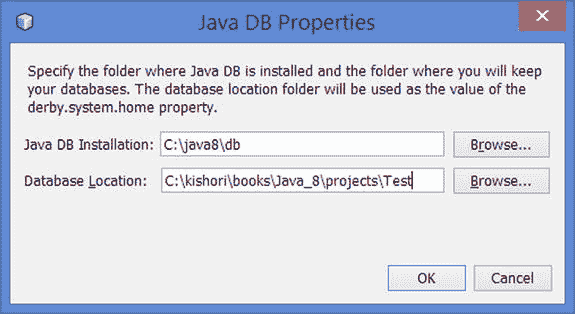 Java DB Properties
Specify the folder where Java DB is installed and the folder where you will keep
your databases. The database location folder will be used as the value of the
derby.system.home property.
Java DB Installation: C:\java8\db Browse...
Database Location: C:\kishori\books\Java_8\projects\Test Browse...
OK Cancel